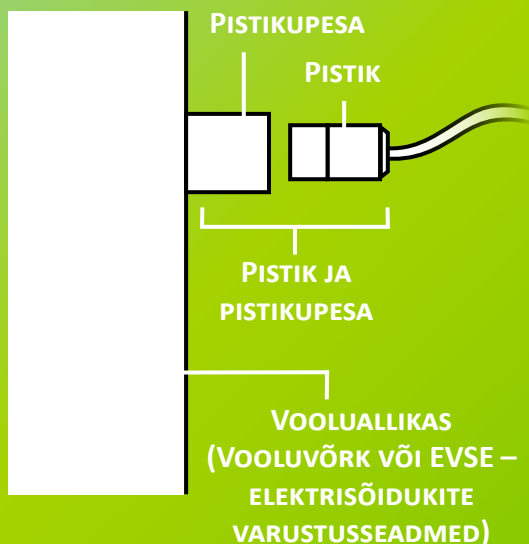 PISTIKUPESA
PISTIK
PISTIK JA
PISTIKUPESA
VOOLUALLIKAS
(VOOLUVÕRK VÕI EVSE –
ELEKTRISÕIDUKITE
VARUSTUSSEADMED)